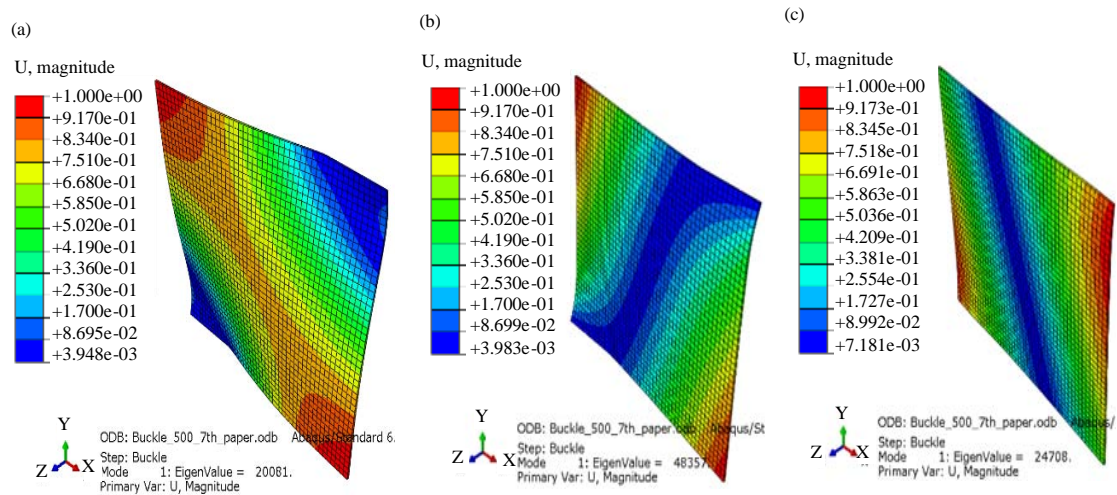 (a)
U, magnitude
+1.000e+00
+9.170e-01
+8.340e-01
+7.510e-01
+6.680e-01
+5.850e-01
+5.020e-01
+4.190e-01
+3.360e-01
+2.530e-01
+1.700e-01
+8.695e-02
+3.948e-03
Y
Z
X
ODB: Buckle_500_7th_paper.odb Abaqus/Standard 6.
Step: Buckle
Mode 1: EigenValue = 20081.
Primary Var: U, Magnitude
(b)
U, magnitude
+1.000e+00
+9.170e-01
+8.340e-01
+7.510e-01
+6.680e-01
+5.850e-01
+5.020e-01
+4.190e-01
+3.360e-01
+2.530e-01
+1.700e-01
+8.699e-02
+3.983e-03
Y
Z
X
ODB: Buckle_500_7th_paper.odb Abaqus/St
Step: Buckle
Mode 1: EigenValue = 48357.
Primary Var: U, Magnitude
(c)
U, magnitude
+1.000e+00
+9.173e-01
+8.345e-01
+7.518e-01
+6.691e-01
+5.863e-01
+5.036e-01
+4.209e-01
+3.381e-01
+2.554e-01
+1.727e-01
+8.992e-02
+7.181e-03
Y
Z
X
ODB: Buckle_500_7th_paper.odb Abaqus/
Step: Buckle
Mode 1: EigenValue = 24708.
Primary Var: U, Magnitude